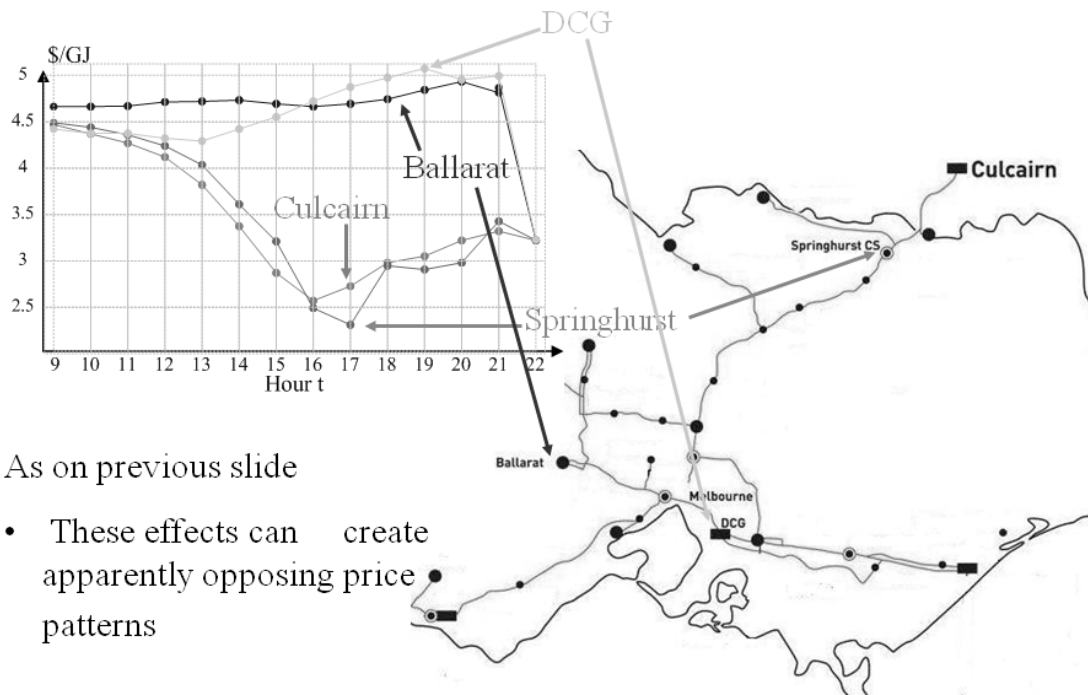 DCG
$/GJ
5
4.5
4
3.5
3
2.5
9 10 11 12 13 14 15 16 17 18 19 20 21 22
Hour t
Ballarat
Culcairn
Springhurst
Culcairn
Springhurst CS
Ballarat
Melbourne
DCG
As on previous slide
• These effects can create
apparently opposing price
patterns